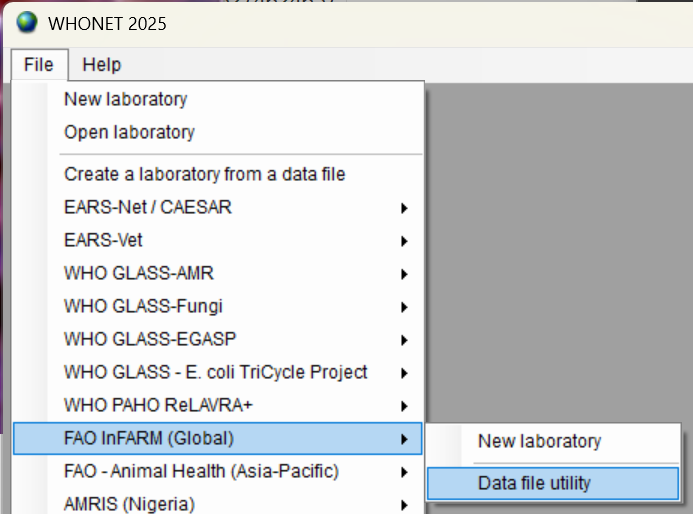 WHONET 2025
File Help
New laboratory
Open laboratory
Create a laboratory from a data file
EARS-Net / CAESAR
EARS-Vet
WHO GLASS-AMR
WHO GLASS-Fungi
WHO GLASS-EGASP
WHO GLASS - E. coli TriCycle Project
WHO PAHO ReLAVRA+
FAO InFARM (Global)
New laboratory
FAO - Animal Health (Asia-Pacific)
Data file utility
AMRIS (Nigeria)